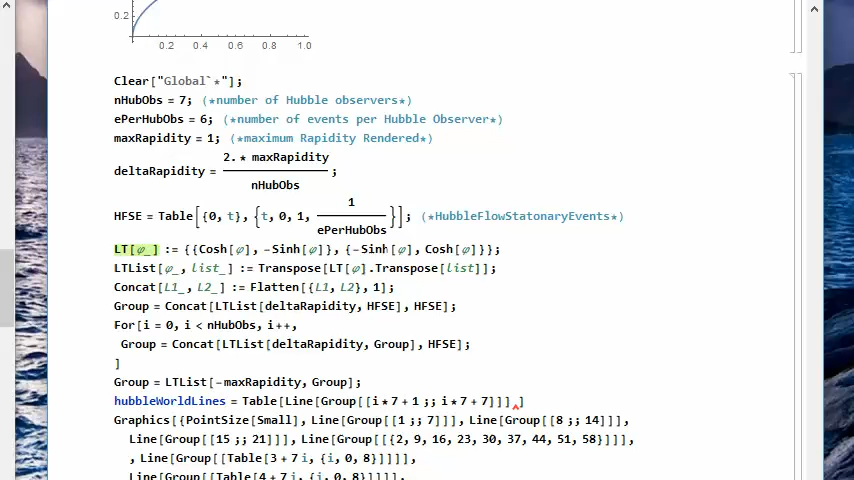 0.2
0.2 0.4 0.6 0.8 1.0
Clear["Global`*"];
nHubObs = 7; (*number of Hubble observers*)
ePerHubObs = 6; (*number of events per Hubble Observer*)
maxRapidity = 1; (*maximum Rapidity Rendered*)
2.* maxRapidity
deltaRapidity = ;
nHubObs
1
HFSE = Table[{0, t}, {t, 0, 1, }]; (*HubbleFlowStatonaryEvents*)
ePerHubObs
LT[φ_] := {{Cosh[φ], -Sinh[φ]}, {-Sinh[φ], Cosh[φ]}};
LTList[φ_, list_] := Transpose[LT[φ].Transpose[list]];
Concat[L1_, L2_] := Flatten[{L1, L2}, 1];
Group = Concat[LTList[deltaRapidity, HFSE], HFSE];
For[i = 0, i < nHubObs, i++,
Group = Concat[LTList[deltaRapidity, Group], HFSE];
]
Group = LTList[-maxRapidity, Group];
hubbleWorldLines = Table[Line[Group[[i*7 + 1 ;; i*7 + 7]]],]
Graphics[{PointSize[Small], Line[Group[[1 ;; 7]]], Line[Group[[8 ;; 14]]],
Line[Group[[15 ;; 21]]], Line[Group[[{2, 9, 16, 23, 30, 37, 44, 51, 58}]]],
, Line[Group[[Table[3 + 7 i, {i, 0, 8}]]]],
Line[Group[[Table[4 + 7 i, {i, 0, 8}]]]],